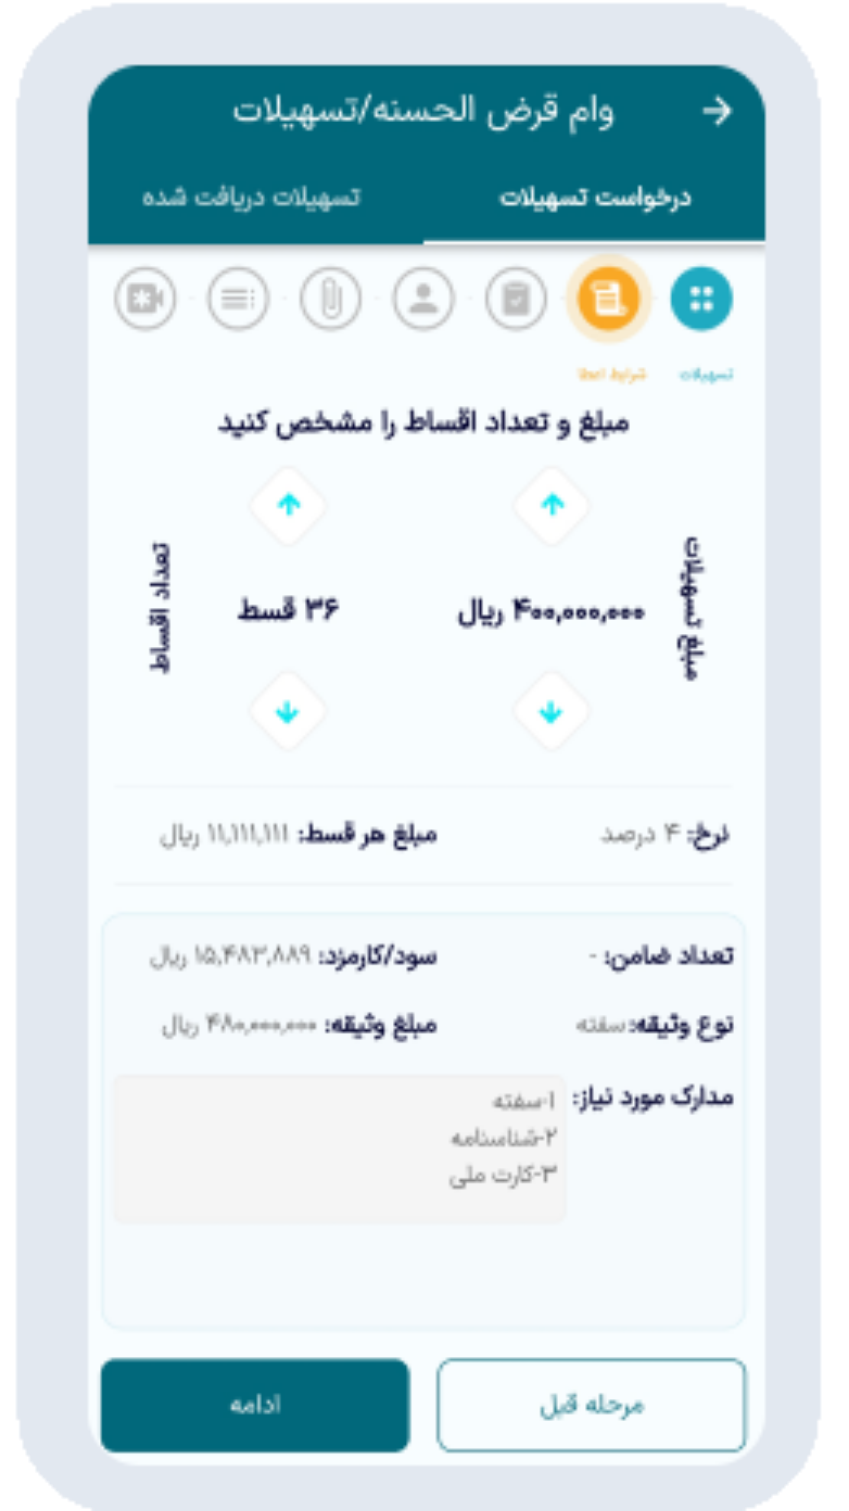 وام قرض الحسنه/تسهیلات
درخواست تسهیلات
تسهیلات دریافت شده
تسهیلات
شرایط اعطا
مبلغ و تعداد اقساط را مشخص کنید
مبلغ تسهیلات
۴۰۰,۰۰۰,۰۰۰ ریال
۳۶ قسط
تعداد اقساط
نرخ: ۴ درصد
مبلغ هر قسط: ۱۱,۱۱۱,۱۱۱ ریال
تعداد ضامن: -
سود/کارمزد: ۱۵,۴۸۳,۸۸۹ ریال
نوع وثیقه: سفته
مبلغ وثیقه: ۴۸۰,۰۰۰,۰۰۰ ریال
مدارک مورد نیاز:
۱-سفته
۲-شناسنامه
۳-کارت ملی
مرحله قبل
ادامه